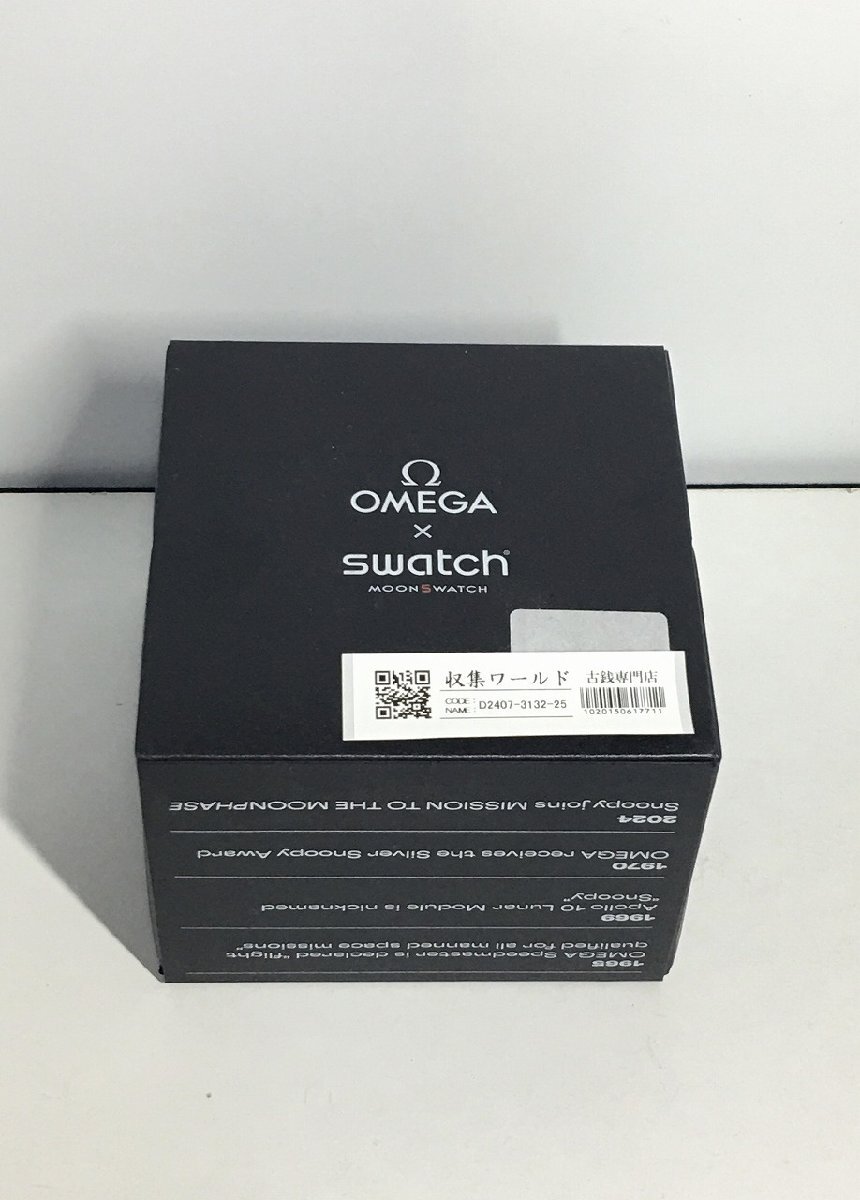 Ω
OMEGA
×
swatch®
MOONSWATCH
収集ワールド 古銭専門店
CODE: D2407-3132-25
NAME:
1020150617711
1965
OMEGA Speedmaster is declared "flight
qualified for all manned space missions"
1969
Apollo 10 Lunar Module is nicknamed
"Snoopy"
1970
OMEGA receives the Silver Snoopy Award
2024
Snoopy joins MISSION TO THE MOONPHASE